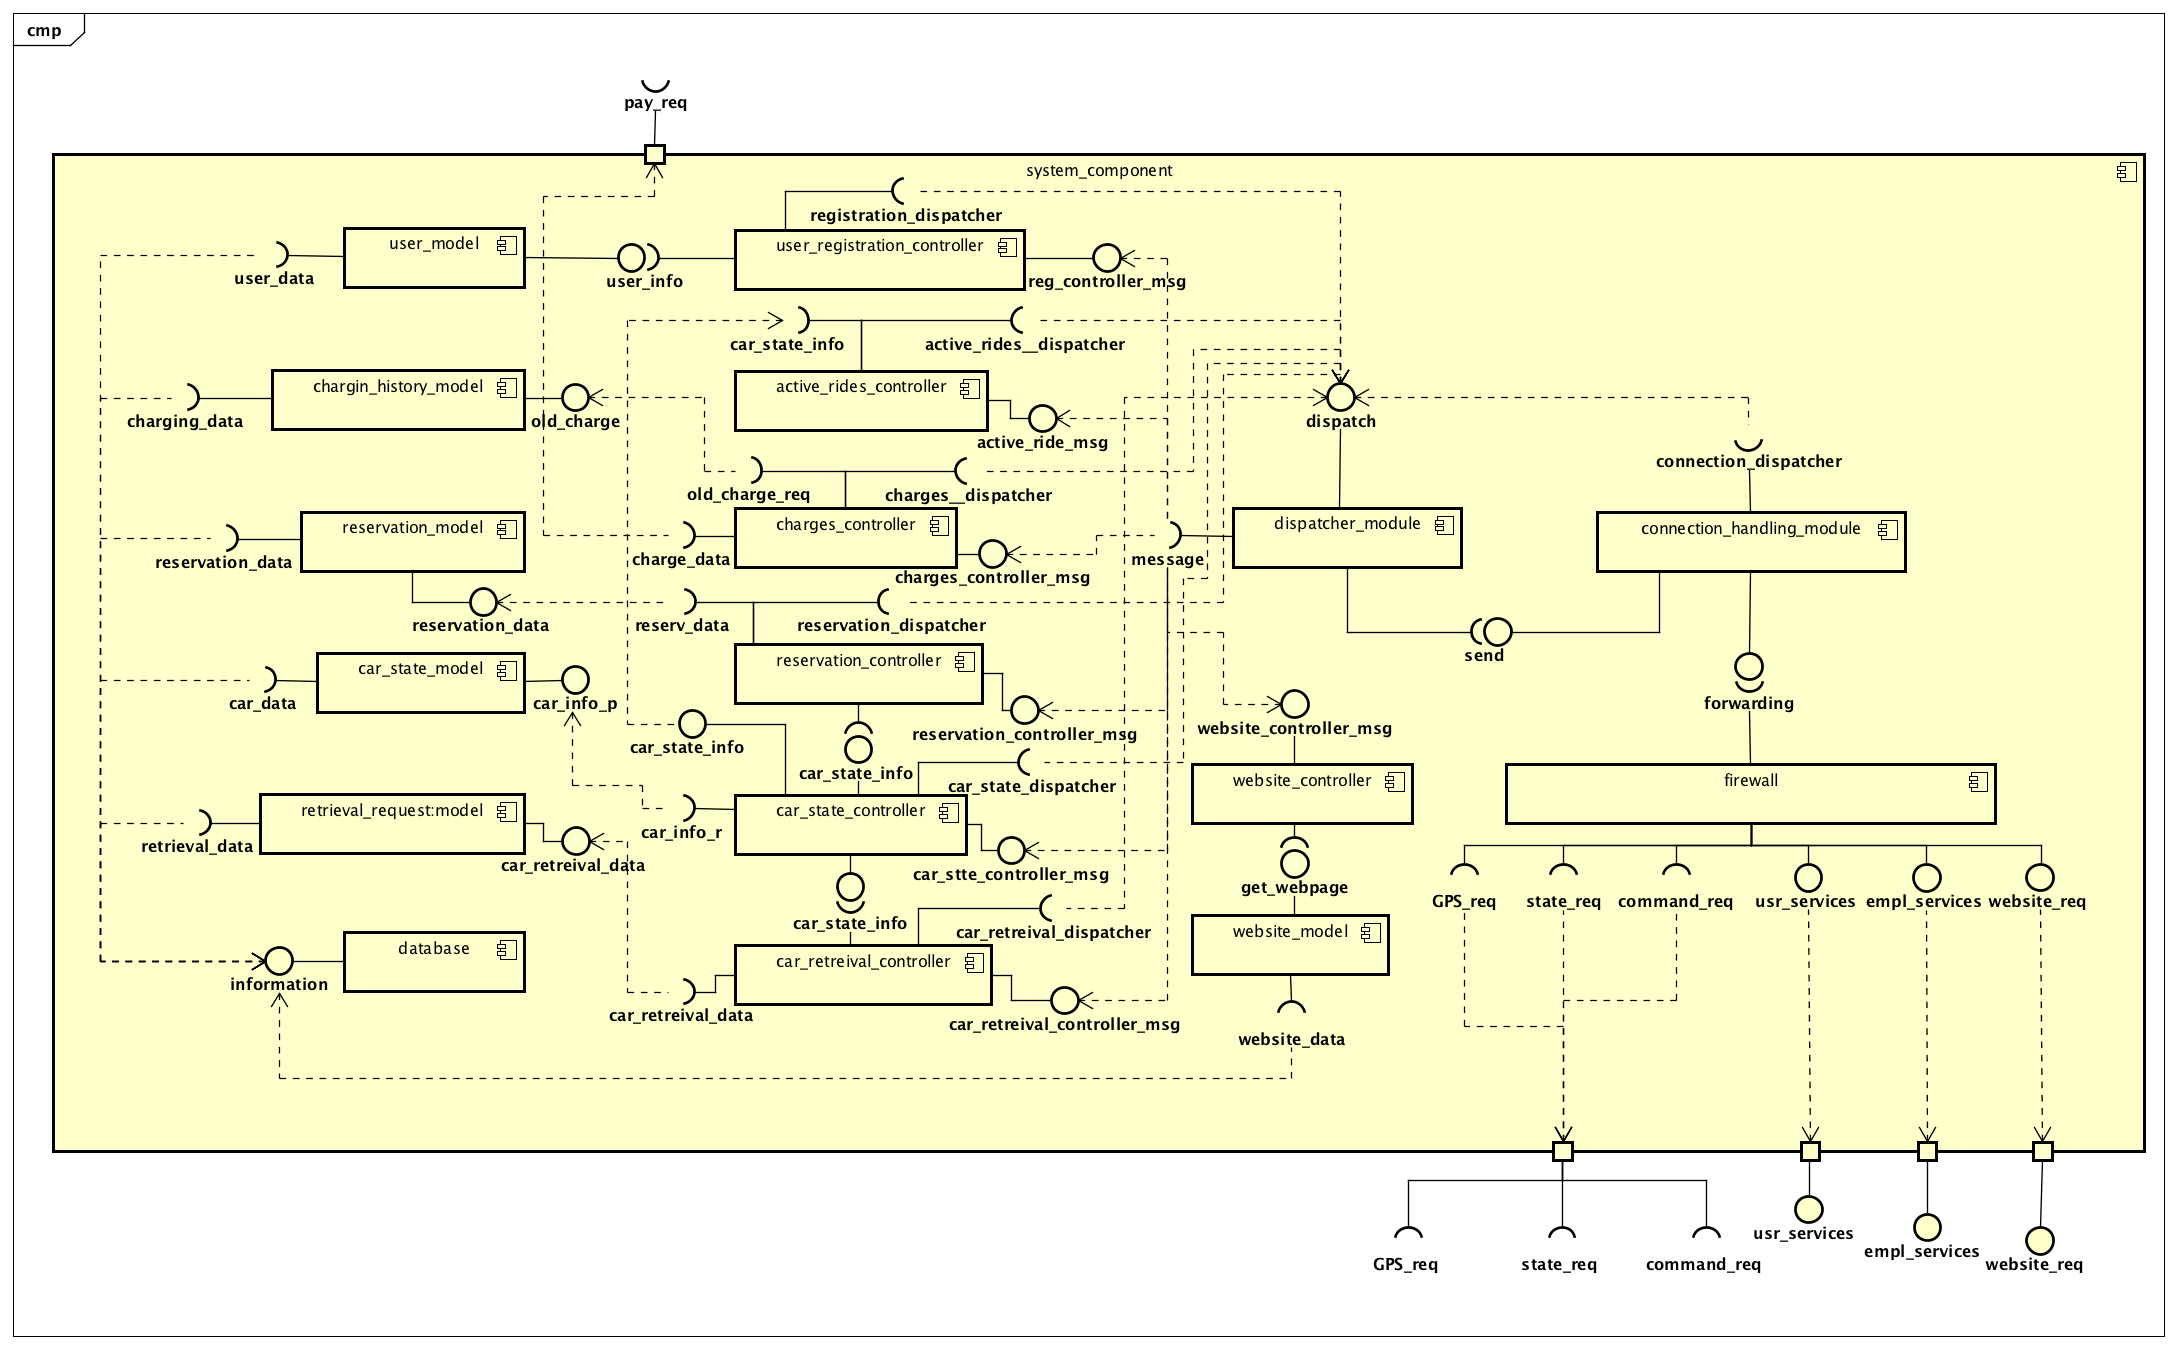 cmp
pay_req
system_component
registration_dispatcher
user_model
user_registration_controller
user_data
user_info
reg_controller_msg
car_state_info
active_rides__dispatcher
chargin_history_model
active_rides_controller
charging_data
old_charge
active_ride_msg
dispatch
connection_dispatcher
old_charge_req
charges__dispatcher
reservation_model
charges_controller
dispatcher_module
connection_handling_module
reservation_data
charge_data
charges_controller_msg
message
reservation_data
reserv_data
reservation_dispatcher
send
car_state_model
reservation_controller
car_data
car_info_p
forwarding
reservation_controller_msg
website_controller_msg
car_state_info
car_state_info
car_state_dispatcher
website_controller
firewall
retrieval_request:model
car_state_controller
car_info_r
retrieval_data
car_retreival_data
car_stte_controller_msg
get_webpage
GPS_req
state_req
command_req
usr_services
empl_services
website_req
car_state_info
car_retreival_dispatcher
website_model
database
car_retreival_controller
information
car_retreival_data
car_retreival_controller_msg
website_data
usr_services
empl_services
GPS_req
state_req
command_req
website_req